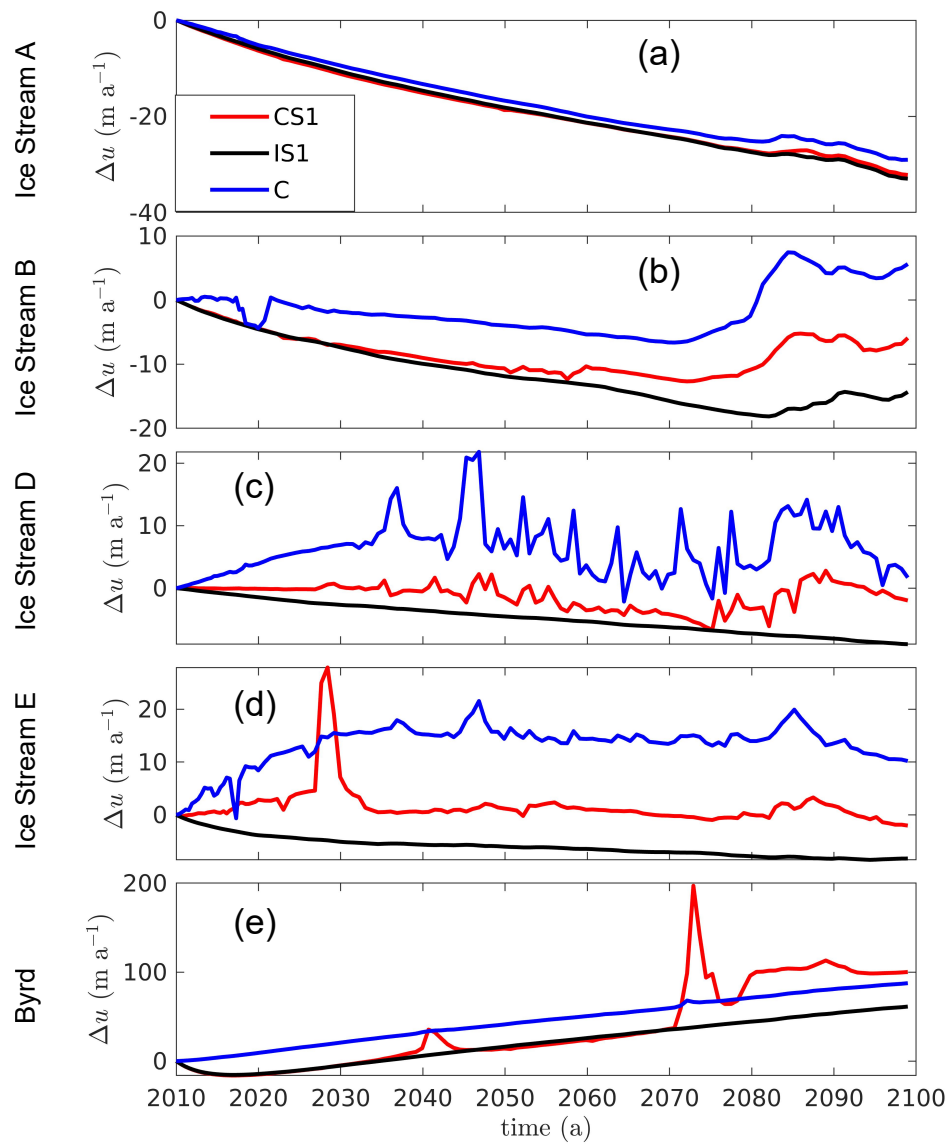 Ice Stream A
Δu (m a⁻¹)
0
-20
-40
(a)
CS1
IS1
C
Ice Stream B
Δu (m a⁻¹)
10
0
-10
-20
(b)
Ice Stream D
Δu (m a⁻¹)
20
10
0
(c)
Ice Stream E
Δu (m a⁻¹)
20
10
0
(d)
Byrd
Δu (m a⁻¹)
200
100
0
(e)
2010 2020 2030 2040 2050 2060 2070 2080 2090 2100
time (a)